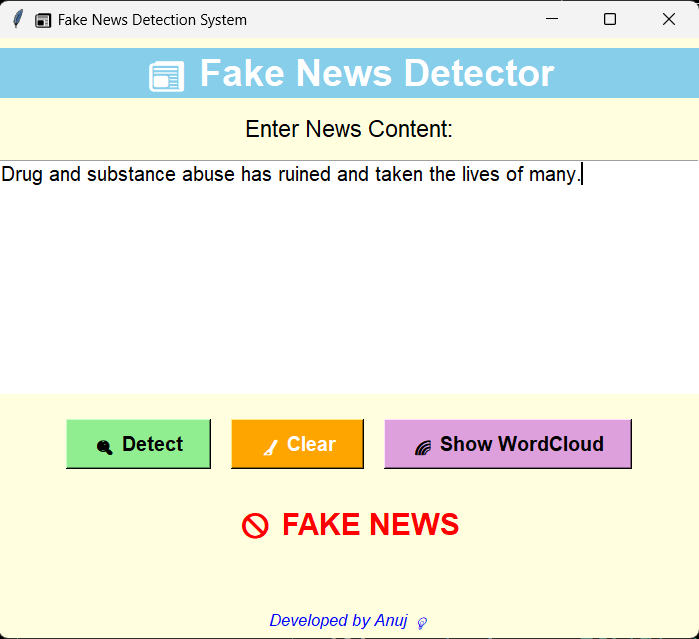 Fake News Detection System
Fake News Detector
Enter News Content:
Drug and substance abuse has ruined and taken the lives of many.
Detect
Clear
Show WordCloud
FAKE NEWS
Developed by Anuj